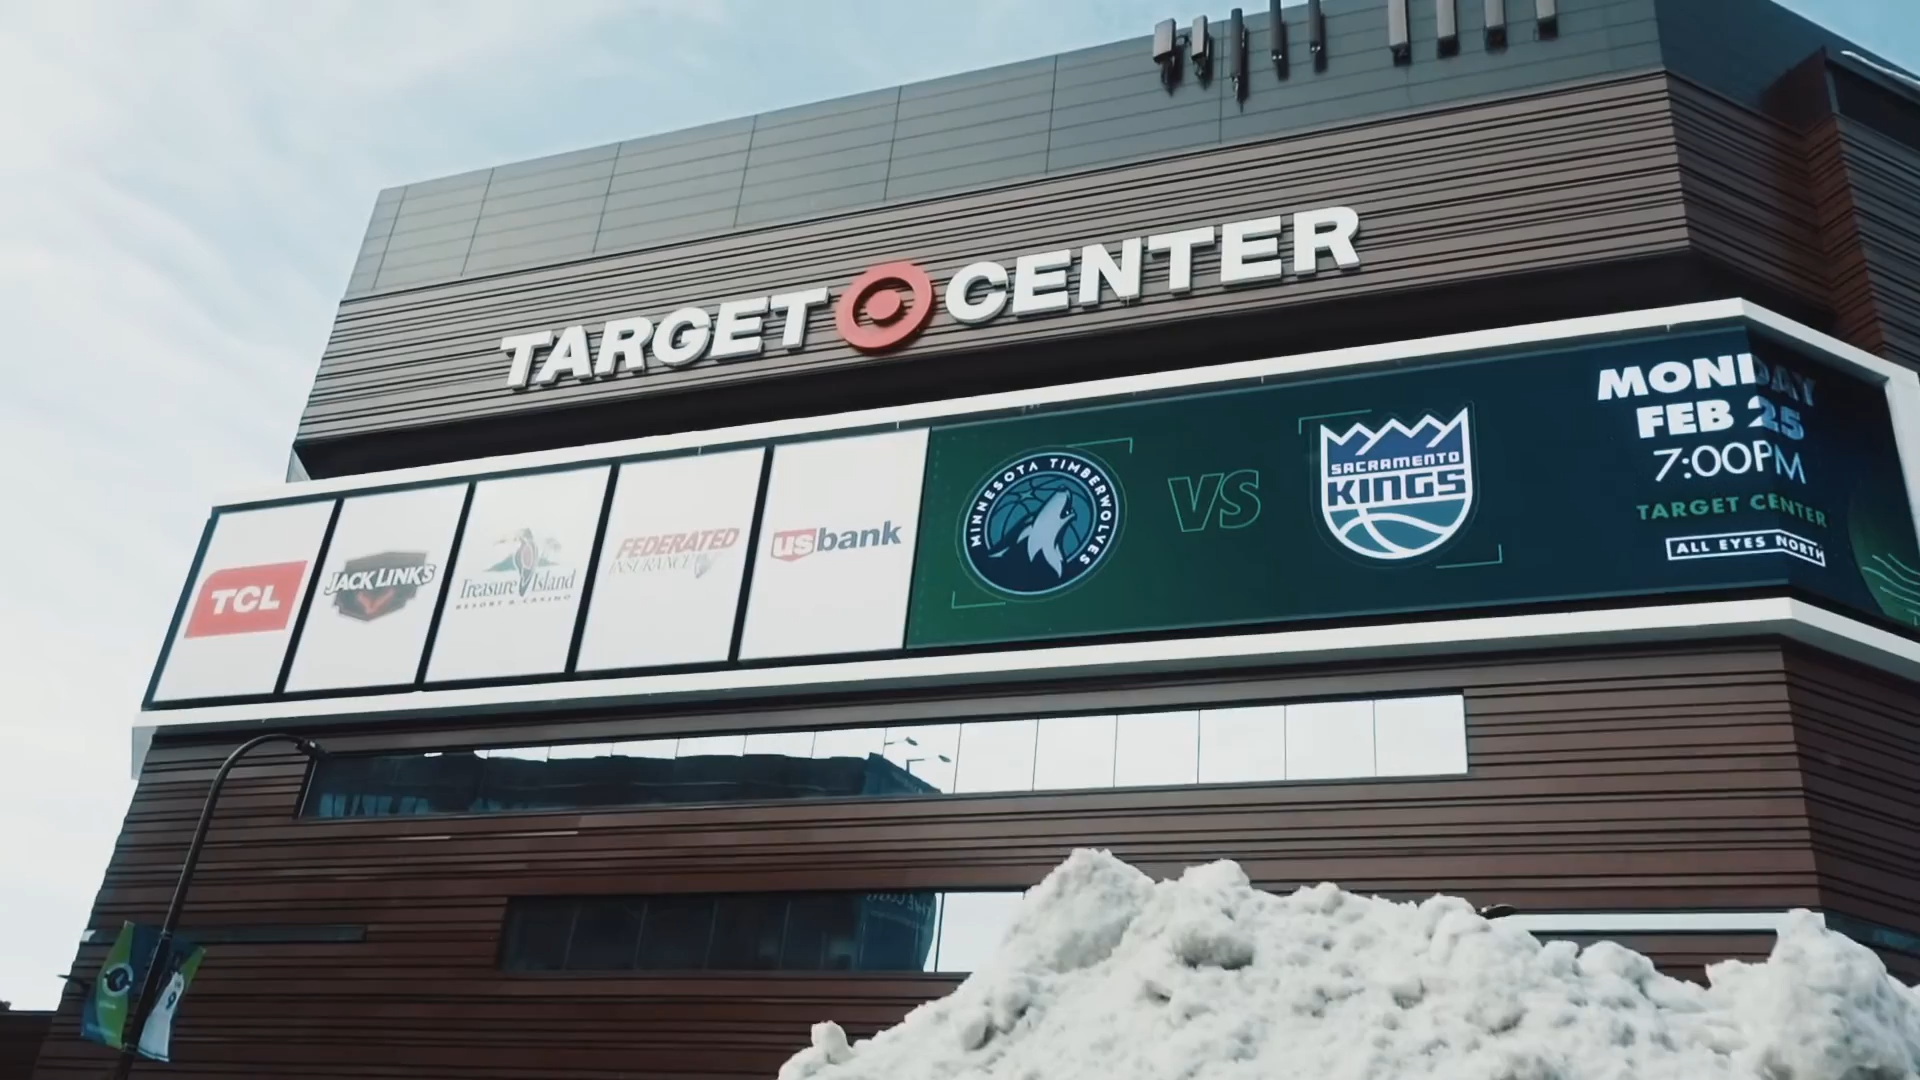 TARGET CENTER
TCL
JACK LINK'S
Treasure Island
RESORT & CASINO
FEDERATED
INSURANCE
usbank
MINNESOTA TIMBERWOLVES
VS
SACRAMENTO
KINGS
MONDAY
FEB 25
7:00PM
TARGET CENTER
ALL EYES NORTH